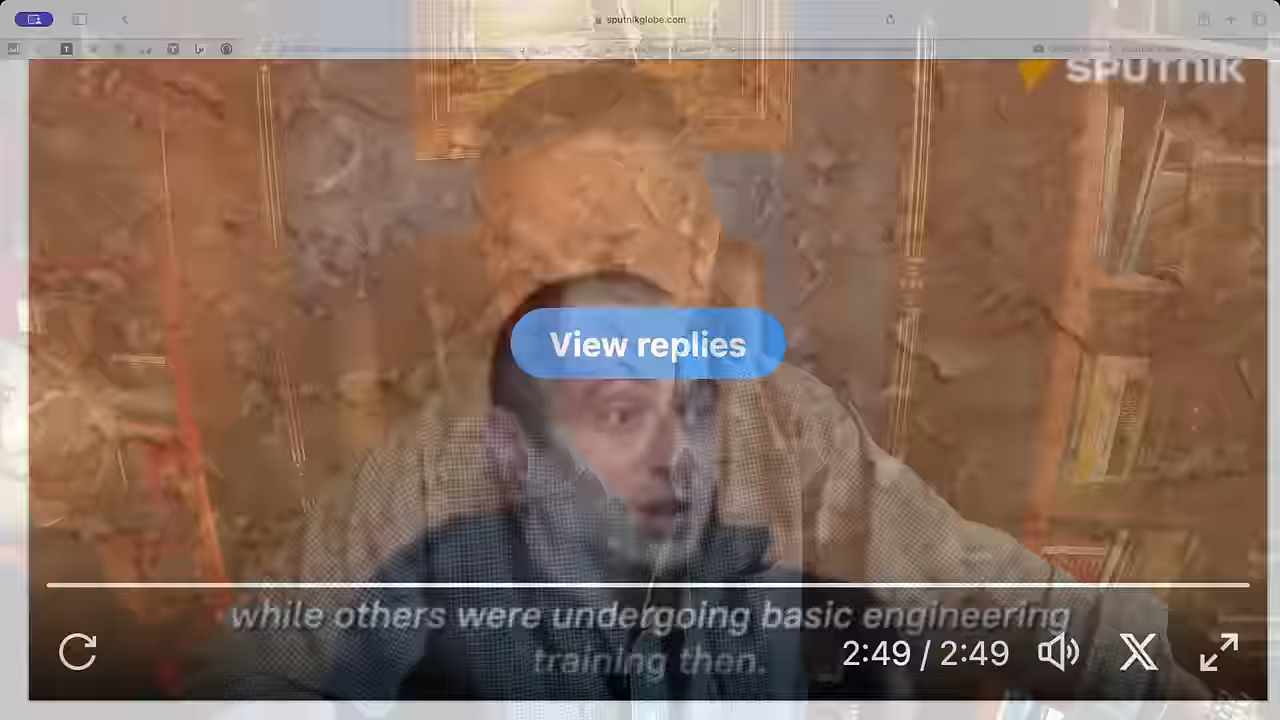 sputnikglobe.com
SPUTNIK
View replies
while others were undergoing basic engineering
training then.
2:49 / 2:49